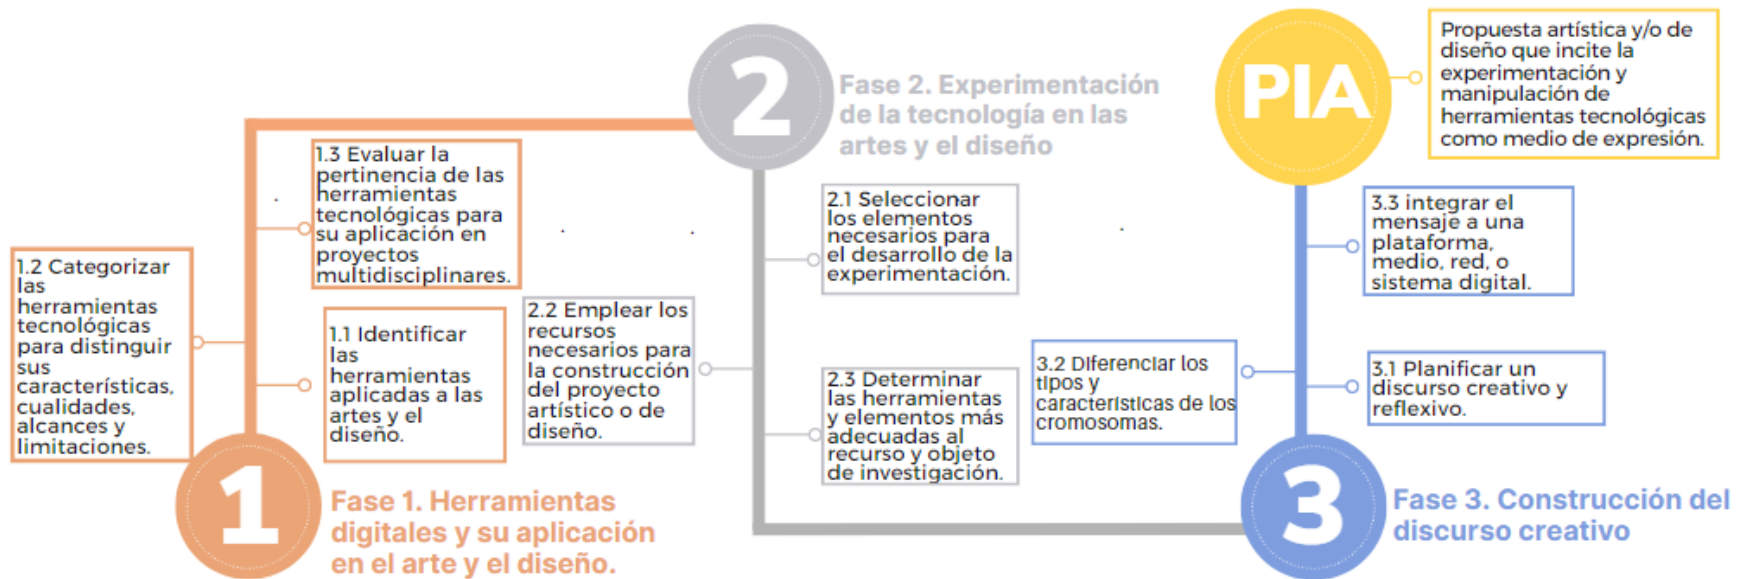 1
Fase 1. Herramientas
digitales y su aplicación
en el arte y el diseño.
1.1 Identificar
las
herramientas
aplicadas a las
artes y el
diseño.
1.2 Categorizar
las
herramientas
tecnológicas
para distinguir
sus
características,
cualidades,
alcances y
limitaciones.
1.3 Evaluar la
pertinencia de las
herramientas
tecnológicas para
su aplicación en
proyectos
multidisciplinares.
2
Fase 2. Experimentación
de la tecnología en las
artes y el diseño
2.1 Seleccionar
los elementos
necesarios para
el desarrollo de la
experimentación.
2.2 Emplear los
recursos
necesarios para
la construcción
del proyecto
artístico o de
diseño.
2.3 Determinar
las herramientas
y elementos más
adecuadas al
recurso y objeto
de investigación.
3
Fase 3. Construcción del
discurso creativo
3.1 Planificar un
discurso creativo y
reflexivo.
3.2 Diferenciar los
tipos y
características de los
cromosomas.
3.3 integrar el
mensaje a una
plataforma,
medio, red, o
sistema digital.
PIA
Propuesta artística y/o de
diseño que incite la
experimentación y
manipulación de
herramientas tecnológicas
como medio de expresión.